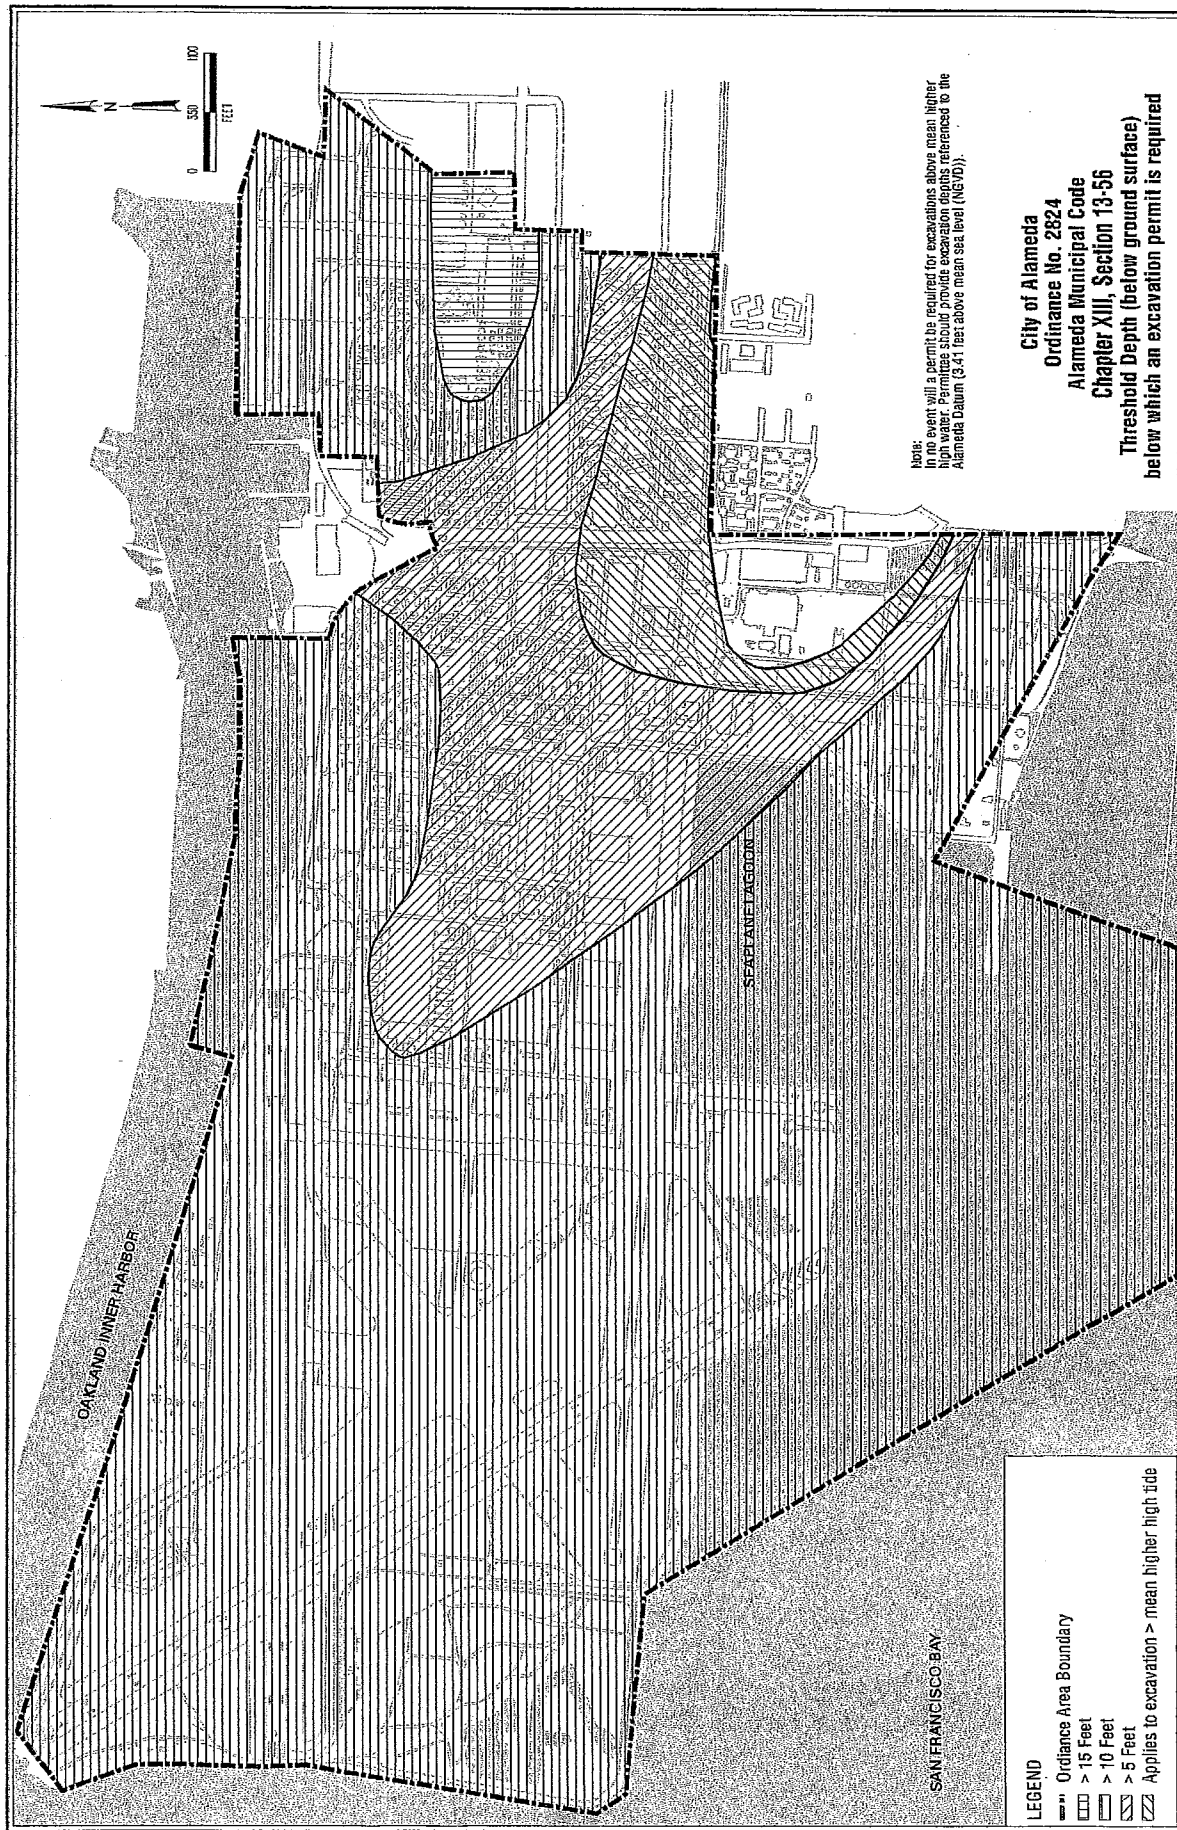 N
0
550
1100
FEET
OAKLAND INNER HARBOR
SEAPLANE LAGOON
SAN FRANCISCO BAY
Note:
In no event will a permit be required for excavations above mean higher
high water. Permittee should provide excavation depths referenced to the
Alameda Datum (3.41 feet above mean sea level (NGVD)).
City of Alameda
Ordinance No. 2824
Alameda Municipal Code
Chapter XIII, Section 13-56
Threshold Depth (below ground surface)
below which an excavation permit is required
LEGEND
Ordiance Area Boundary
> 15 Feet
> 10 Feet
> 5 Feet
Applies to excavation > mean higher high tide